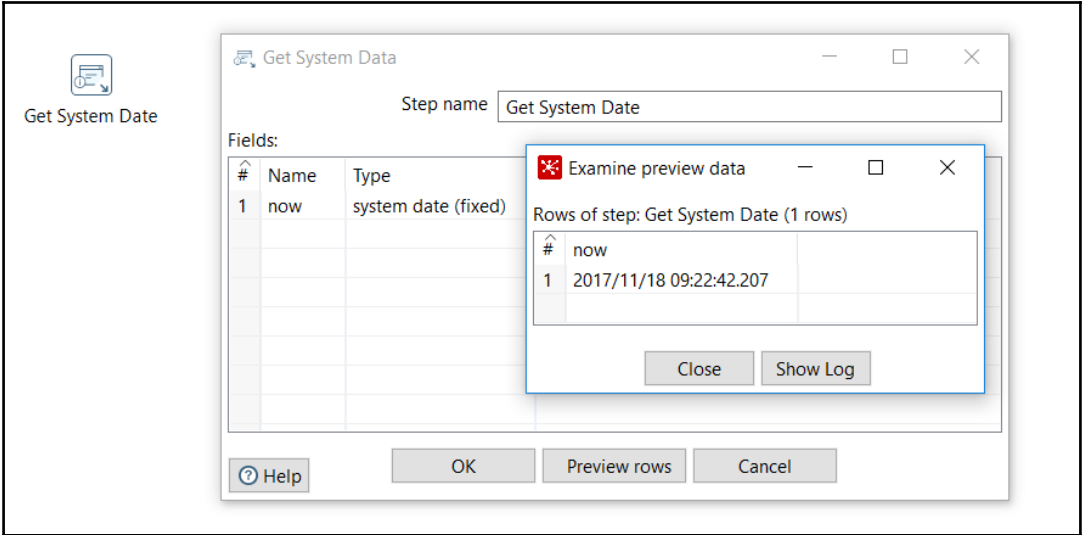 Get System Date
Get System Data
Step name Get System Date
Fields:
# Name Type
1 now system date (fixed)
Examine preview data
Rows of step: Get System Date (1 rows)
# now
1 2017/11/18 09:22:42.207
Close Show Log
Help OK Preview rows Cancel